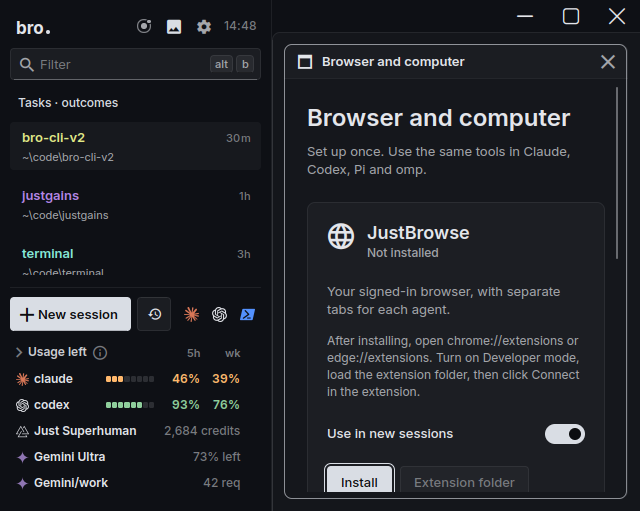 bro.
14:48
Filter
alt
b
Tasks · outcomes
bro-cli-v2
30m
~\code\bro-cli-v2
justgains
1h
~\code\justgains
terminal
3h
~\code\terminal
New session
Usage left
5h
wk
claude
46%
39%
codex
93%
76%
Just Superhuman
2,684 credits
Gemini Ultra
73% left
Gemini/work
42 req
Browser and computer
Browser and computer
Set up once. Use the same tools in Claude,
Codex, Pi and omp.
JustBrowse
Not installed
Your signed-in browser, with separate
tabs for each agent.
After installing, open chrome://extensions or
edge://extensions. Turn on Developer mode,
load the extension folder, then click Connect
in the extension.
Use in new sessions
Install
Extension folder